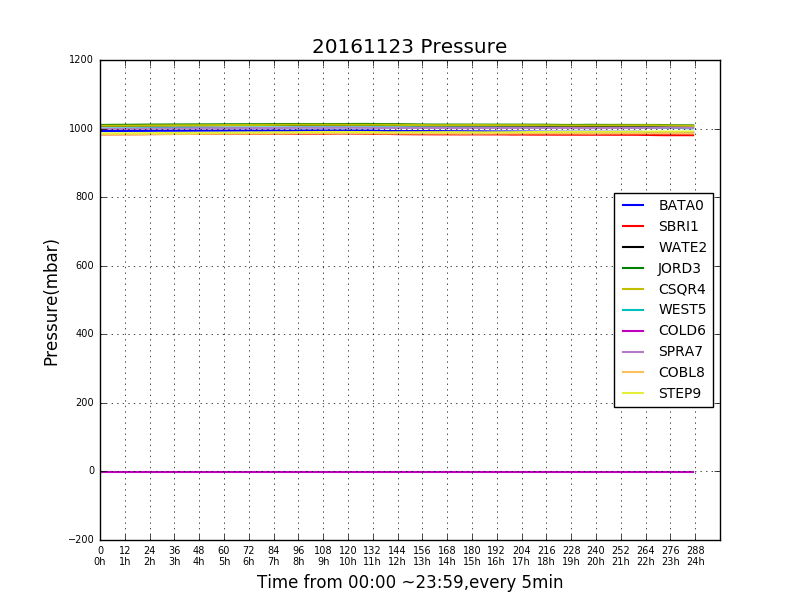 20161123 Pressure
1200
1000
800
600
400
200
0
−200
Pressure(mbar)
BATA0
SBRI1
WATE2
JORD3
CSQR4
WEST5
COLD6
SPRA7
COBL8
STEP9
0 12 24 36 48 60 72 84 96 108 120 132 144 156 168 180 192 204 216 228 240 252 264 276 288
0h 1h 2h 3h 4h 5h 6h 7h 8h 9h 10h 11h 12h 13h 14h 15h 16h 17h 18h 19h 20h 21h 22h 23h 24h
Time from 00:00 ~23:59,every 5min